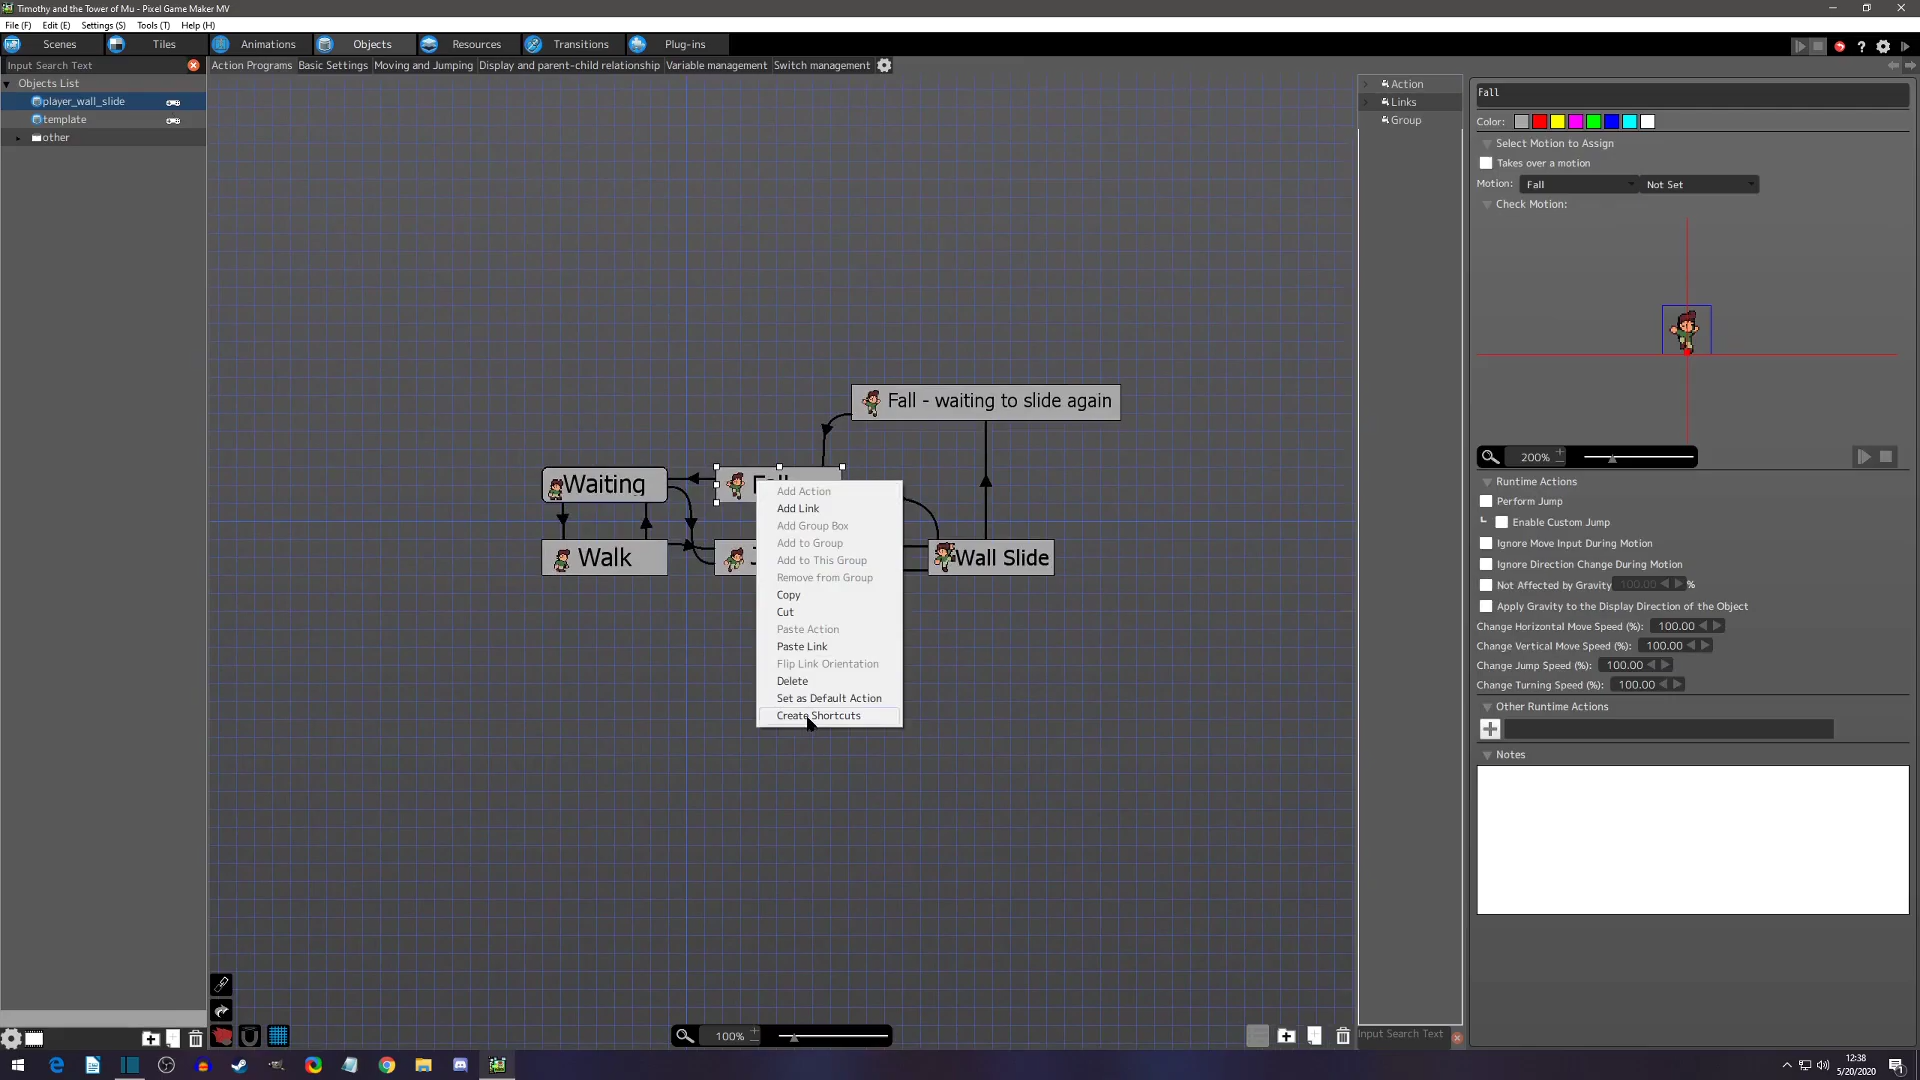 Timothy and the Tower of Mu - Pixel Game Maker MV
File (F) Edit (E) Settings (S) Tools (T) Help (H)
Scenes Tiles Animations Objects Resources Transitions Plug-ins
Input Search Text
Action Programs Basic Settings Moving and Jumping Display and parent-child relationship Variable management Switch management
Objects List
player_wall_slide
template
other
Fall - waiting to slide again
Waiting
Walk
Wall Slide
Add Action
Add Link
Add Group Box
Add to Group
Add to This Group
Remove from Group
Copy
Cut
Paste Action
Paste Link
Flip Link Orientation
Delete
Set as Default Action
Create Shortcuts
100%
Action
Links
Group
Input Search Text
Fall
Color:
Select Motion to Assign
Takes over a motion
Motion: Fall Not Set
Check Motion:
200%
Runtime Actions
Perform Jump
Enable Custom Jump
Ignore Move Input During Motion
Ignore Direction Change During Motion
Not Affected by Gravity 100.00 %
Apply Gravity to the Display Direction of the Object
Change Horizontal Move Speed (%): 100.00
Change Vertical Move Speed (%): 100.00
Change Jump Speed (%): 100.00
Change Turning Speed (%): 100.00
Other Runtime Actions
Notes
12:38
5/20/2020